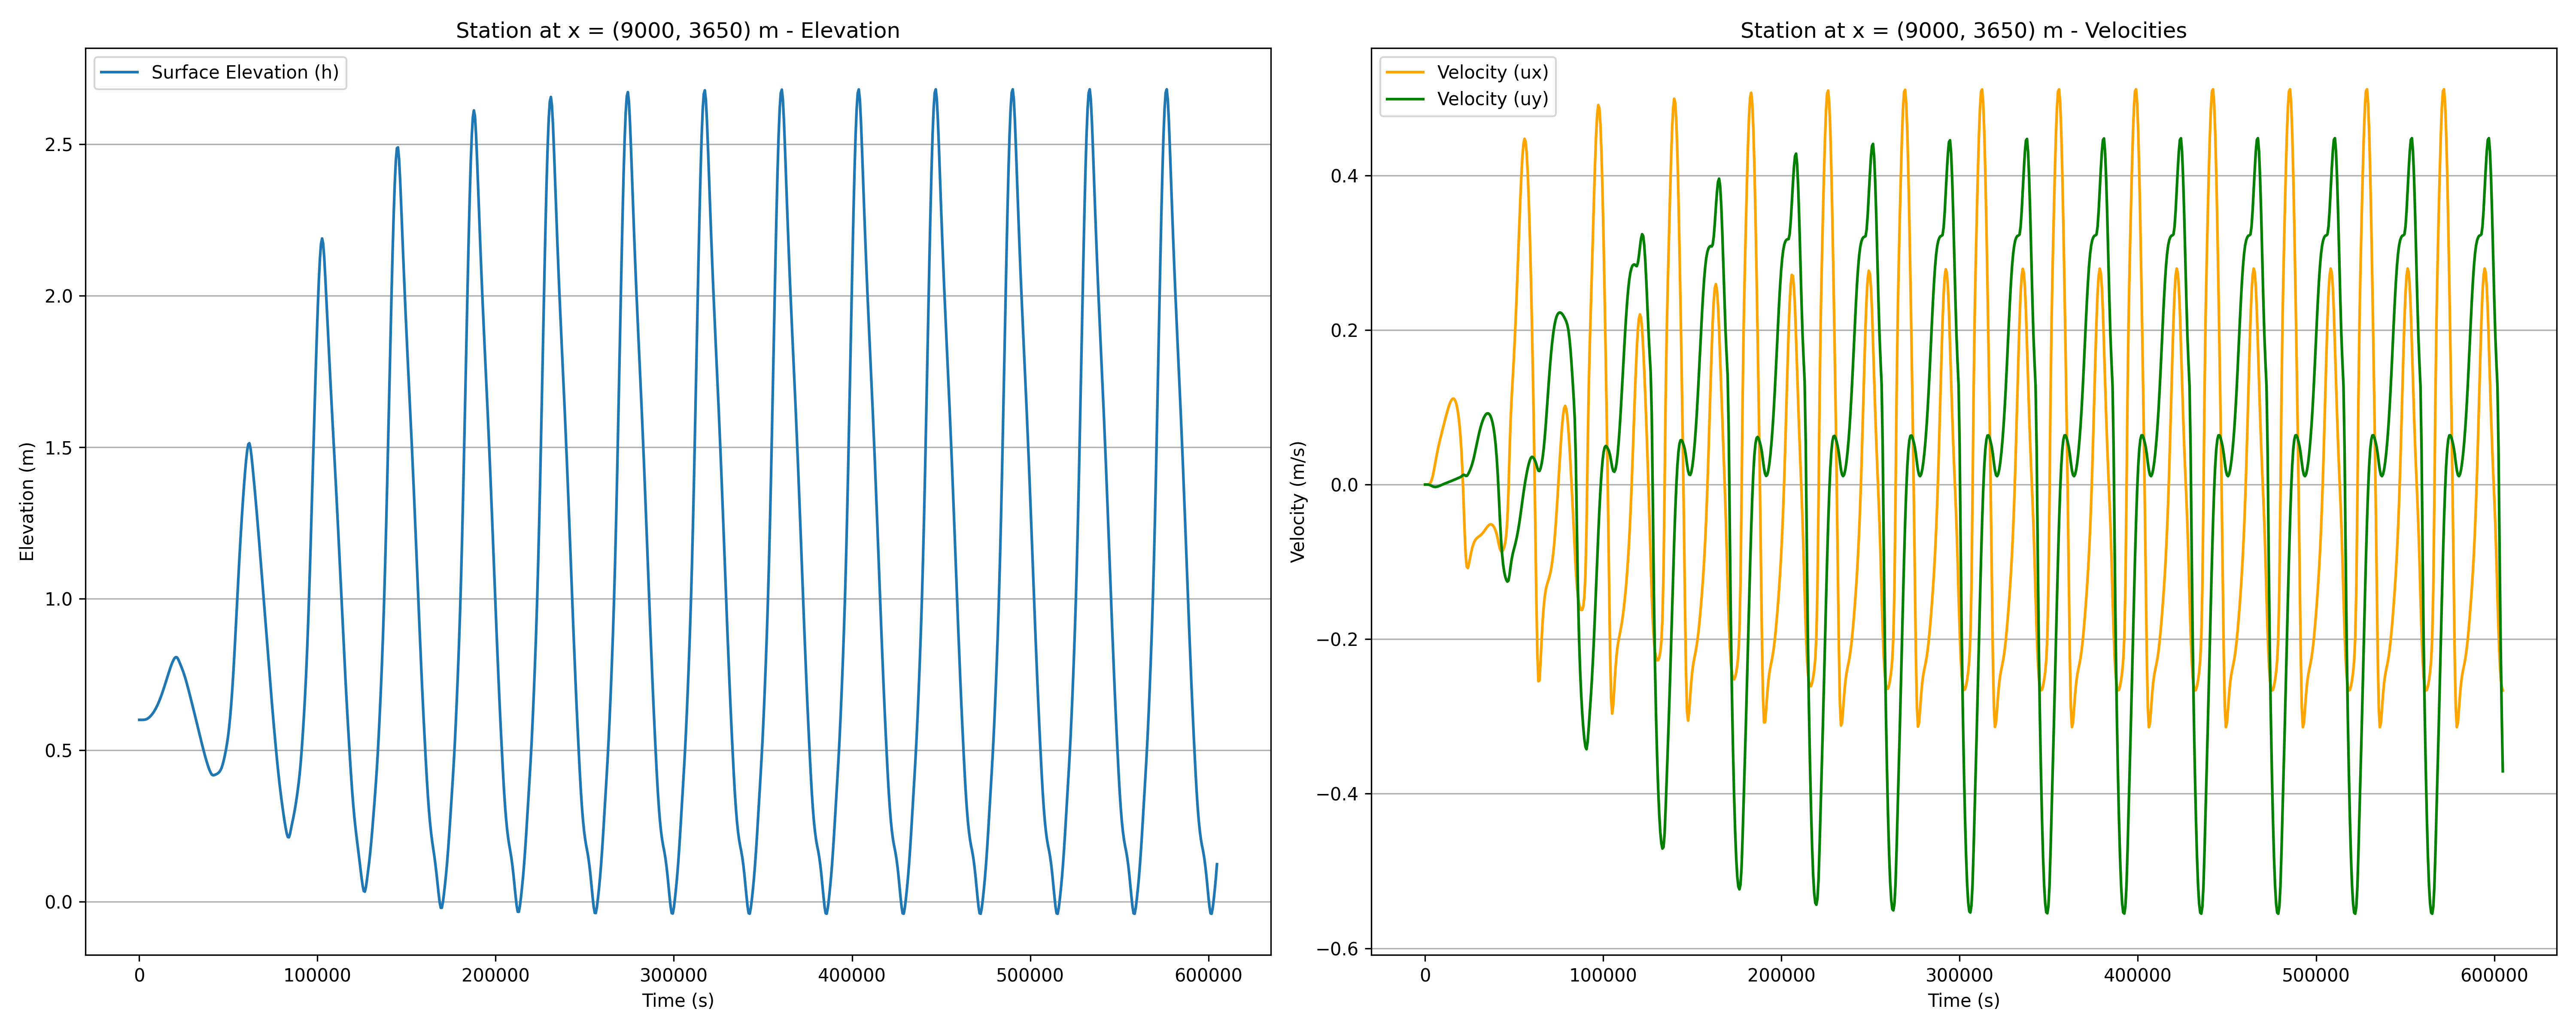 Station at x = (9000, 3650) m - Elevation
Surface Elevation (h)
Elevation (m)
2.5
2.0
1.5
1.0
0.5
0.0
0 100000 200000 300000 400000 500000 600000
Time (s)
Station at x = (9000, 3650) m - Velocities
Velocity (ux)
Velocity (uy)
Velocity (m/s)
0.4
0.2
0.0
−0.2
−0.4
−0.6
0 100000 200000 300000 400000 500000 600000
Time (s)